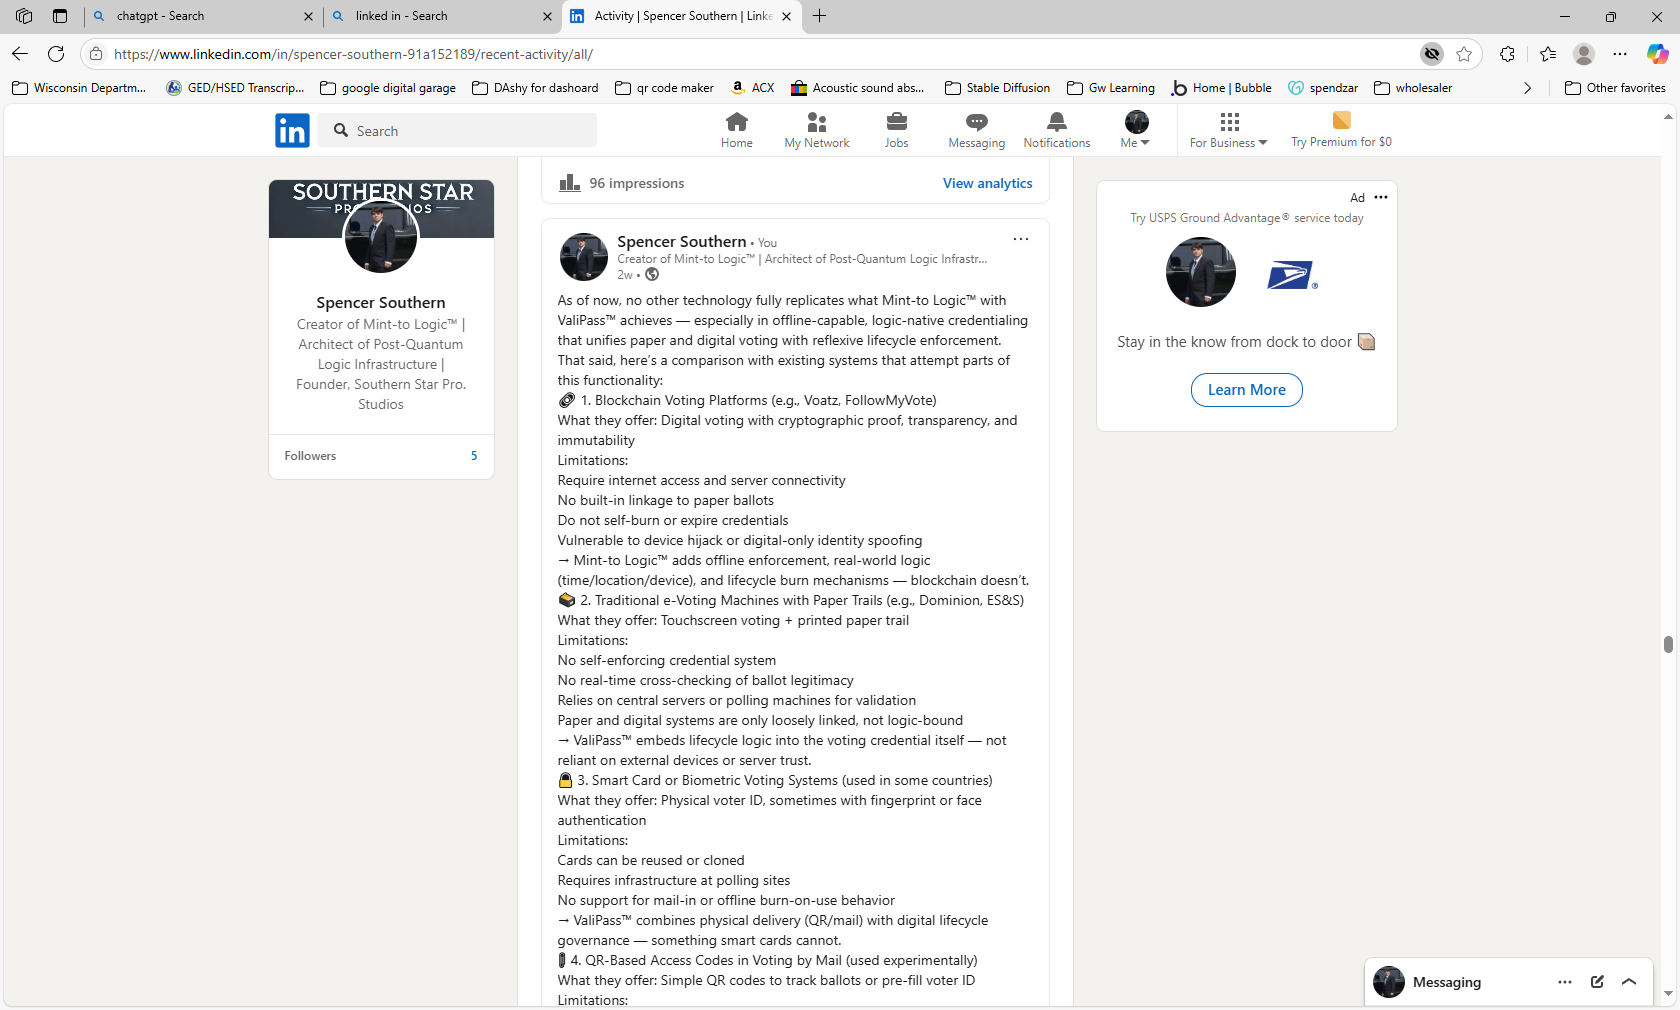 chatgpt - Search
linked in - Search
Activity | Spencer Southern | Linke
https://www.linkedin.com/in/spencer-southern-91a152189/recent-activity/all/
Wisconsin Departm...
GED/HSED Transcrip...
google digital garage
DAshy for dashoard
qr code maker
ACX
Acoustic sound abs...
Stable Diffusion
Gw Learning
Home | Bubble
spendzar
wholesaler
Other favorites
in
Search
Home
My Network
Jobs
Messaging
Notifications
Me
For Business
Try Premium for $0
SOUTHERN STAR
Spencer Southern
Creator of Mint-to Logic™ |
Architect of Post-Quantum
Logic Infrastructure |
Founder, Southern Star Pro.
Studios
Followers
5
96 impressions
View analytics
Spencer Southern • You
Creator of Mint-to Logic™ | Architect of Post-Quantum Logic Infrastr...
2w •
As of now, no other technology fully replicates what Mint-to Logic™ with
ValiPass™ achieves — especially in offline-capable, logic-native credentialing
that unifies paper and digital voting with reflexive lifecycle enforcement.
That said, here's a comparison with existing systems that attempt parts of
this functionality:
🔗 1. Blockchain Voting Platforms (e.g., Voatz, FollowMyVote)
What they offer: Digital voting with cryptographic proof, transparency, and
immutability
Limitations:
Require internet access and server connectivity
No built-in linkage to paper ballots
Do not self-burn or expire credentials
Vulnerable to device hijack or digital-only identity spoofing
→ Mint-to Logic™ adds offline enforcement, real-world logic
(time/location/device), and lifecycle burn mechanisms — blockchain doesn't.
🗳 2. Traditional e-Voting Machines with Paper Trails (e.g., Dominion, ES&S)
What they offer: Touchscreen voting + printed paper trail
Limitations:
No self-enforcing credential system
No real-time cross-checking of ballot legitimacy
Relies on central servers or polling machines for validation
Paper and digital systems are only loosely linked, not logic-bound
→ ValiPass™ embeds lifecycle logic into the voting credential itself — not
reliant on external devices or server trust.
🔒 3. Smart Card or Biometric Voting Systems (used in some countries)
What they offer: Physical voter ID, sometimes with fingerprint or face
authentication
Limitations:
Cards can be reused or cloned
Requires infrastructure at polling sites
No support for mail-in or offline burn-on-use behavior
→ ValiPass™ combines physical delivery (QR/mail) with digital lifecycle
governance — something smart cards cannot.
4. QR-Based Access Codes in Voting by Mail (used experimentally)
What they offer: Simple QR codes to track ballots or pre-fill voter ID
Limitations:
Ad
Try USPS Ground Advantage® service today
Stay in the know from dock to door 📦
Learn More
Messaging